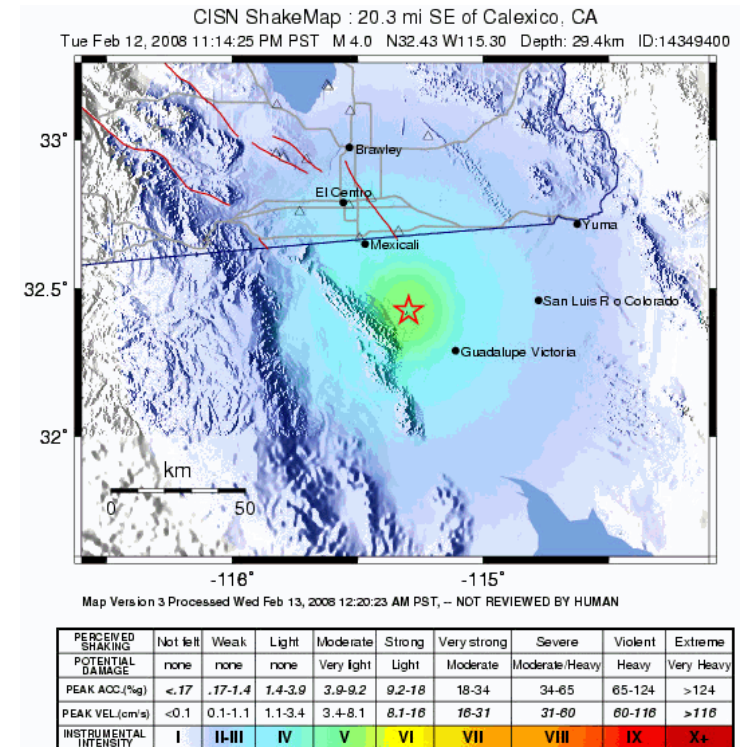 CISN ShakeMap : 20.3 mi SE of Calexico, CA
Tue Feb 12, 2008 11:14:25 PM PST M 4.0 N32.43 W115.30 Depth: 29.4km ID:14349400
33°
Brawley
El Centro
Yuma
Mexicali
32.5°
San Luis R o Colorado
Guadalupe Victoria
32°
km
0 50
-116° -115°
Map Version 3 Processed Wed Feb 13, 2008 12:20:23 AM PST, -- NOT REVIEWED BY HUMAN
PERCEIVED SHAKING Not felt Weak Light Moderate Strong Very strong Severe Violent Extreme
POTENTIAL DAMAGE none none none Very light Light Moderate Moderate/Heavy Heavy Very Heavy
PEAK ACC.(%g) <.17 .17-1.4 1.4-3.9 3.9-9.2 9.2-18 18-34 34-65 65-124 >124
PEAK VEL.(cm/s) <0.1 0.1-1.1 1.1-3.4 3.4-8.1 8.1-16 16-31 31-60 60-116 >116
INSTRUMENTAL INTENSITY I II-III IV V VI VII VIII IX X+